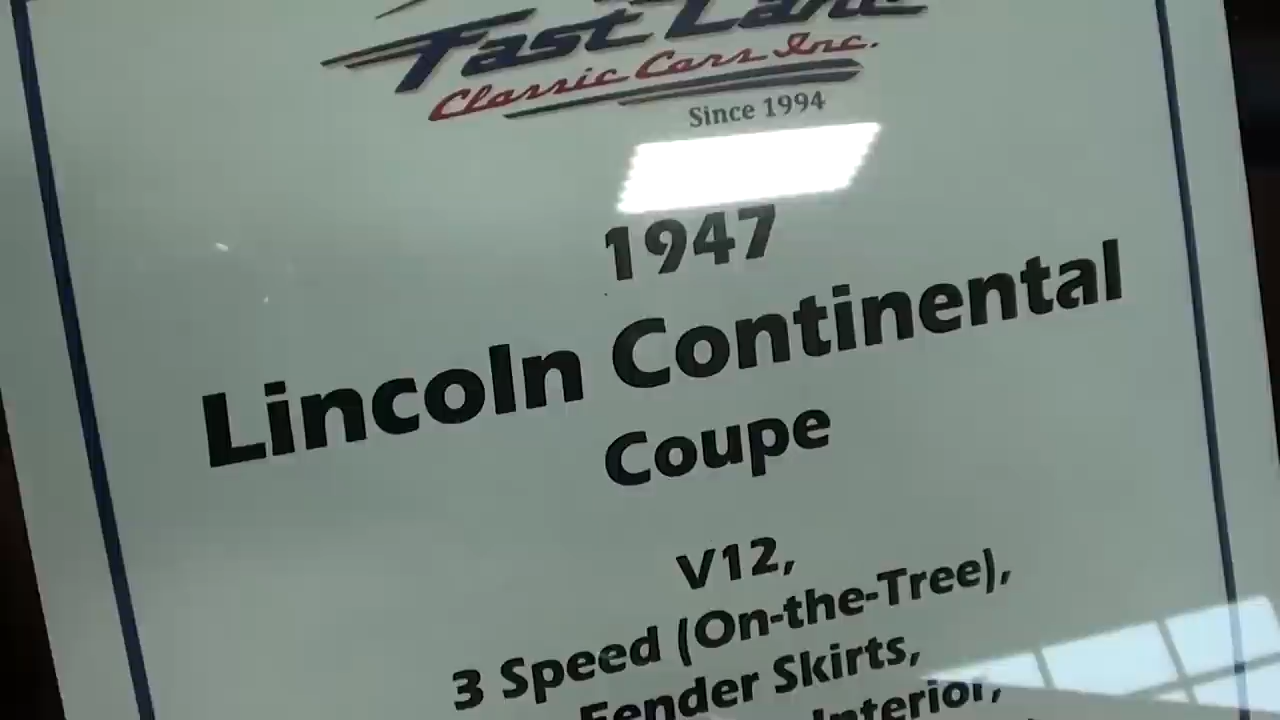 Fast Lane
Classic Cars Inc.
Since 1994
1947
Lincoln Continental
Coupe
V12,
3 Speed (On-the-Tree),
Fender Skirts,
Interior,